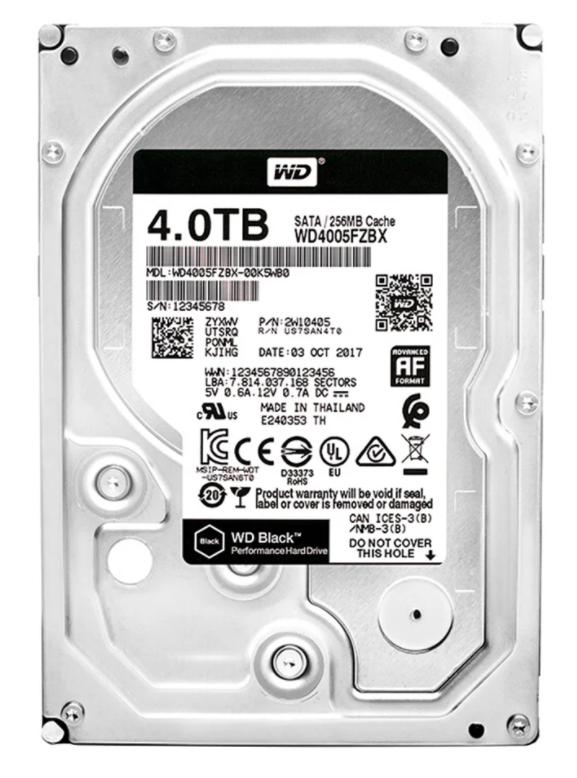 WD®
4.0TB
SATA / 256MB Cache
WD4005FZBX
MDL: WD4005FZBX-00K5WB0
S/N: 12345678
WD
ZYXWV
UTSRQ
PONML
KJIHG
P/N: 2W10405
R/N US7SAN4T0
DATE: 03 OCT 2017
ADVANCED
AF
FORMAT
WWN: 1234567890123456
LBA: 7.814.037.168 SECTORS
5V 0.6A.12V 0.7A DC
c UL US
MADE IN THAILAND
E240353 TH
CE
UL
EU
MSIP-REM-WDT
-US7SAN6T0
D33373
RoHS
20
Product warranty will be void if seal,
label or cover is removed or damaged
CAN ICES-3(B)
/NMB-3(B)
DO NOT COVER
THIS HOLE
Black
WD Black™
Performance Hard Drive